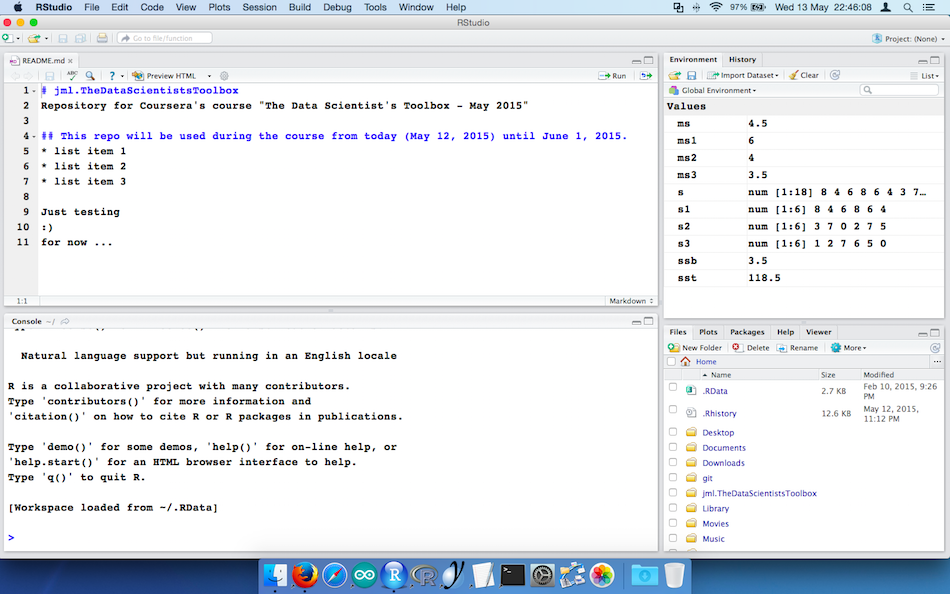 RStudio File Edit Code View Plots Session Build Debug Tools Window Help 97% Wed 13 May 22:46:08
RStudio
Go to file/function Project: (None)
README.md
Preview HTML Run
1 # jml.TheDataScientistsToolbox
2 Repository for Coursera's course "The Data Scientist's Toolbox - May 2015"
3
4 ## This repo will be used during the course from today (May 12, 2015) until June 1, 2015.
5 * list item 1
6 * list item 2
7 * list item 3
8
9 Just testing
10 :)
11 for now ...
1:1 Markdown
Console ~/
Natural language support but running in an English locale
R is a collaborative project with many contributors.
Type 'contributors()' for more information and
'citation()' on how to cite R or R packages in publications.
Type 'demo()' for some demos, 'help()' for on-line help, or
'help.start()' for an HTML browser interface to help.
Type 'q()' to quit R.
[Workspace loaded from ~/.RData]
>
Environment History
Import Dataset Clear List
Global Environment
Values
ms 4.5
ms1 6
ms2 4
ms3 3.5
s num [1:18] 8 4 6 8 6 4 3 7…
s1 num [1:6] 8 4 6 8 6 4
s2 num [1:6] 3 7 0 2 7 5
s3 num [1:6] 1 2 7 6 5 0
ssb 3.5
sst 118.5
Files Plots Packages Help Viewer
New Folder Delete Rename More
Home ...
Name Size Modified
.RData 2.7 KB Feb 10, 2015, 9:26
PM
.Rhistory 12.6 KB May 12, 2015,
11:12 PM
Desktop
Documents
Downloads
git
jml.TheDataScientistsToolbox
Library
Movies
Music